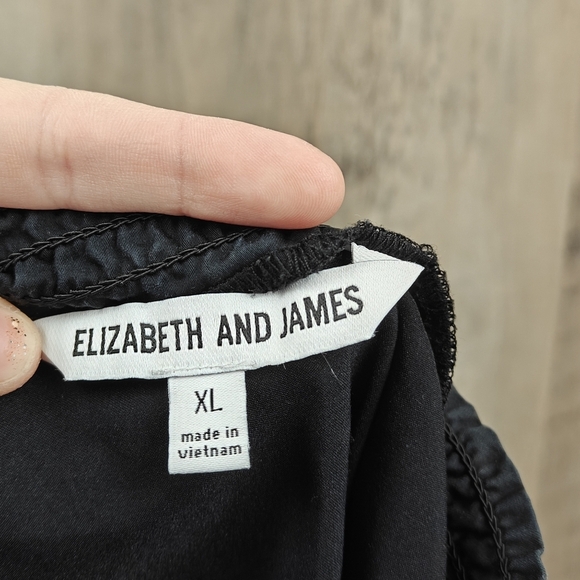 ELIZABETH AND JAMES
XL
made in
vietnam